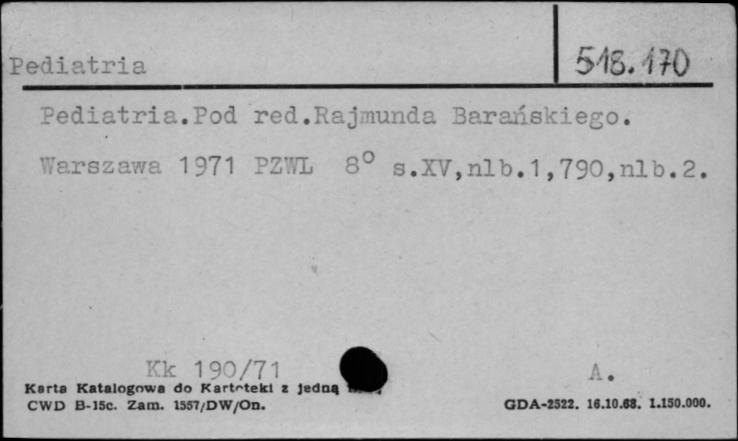 Pediatria
518.170
Pediatria.Pod red.Rajmunda Barańskiego.
Warszawa 1971 PZWL 8° s.XV,nlb.1,790,nlb.2.
Kk 190/71
A.
Karta Katalogowa do Kartoteki z jedną
CWD B-15c. Zam. 1557/DW/On.
GDA-2522. 16.10.68. 1.150.000.